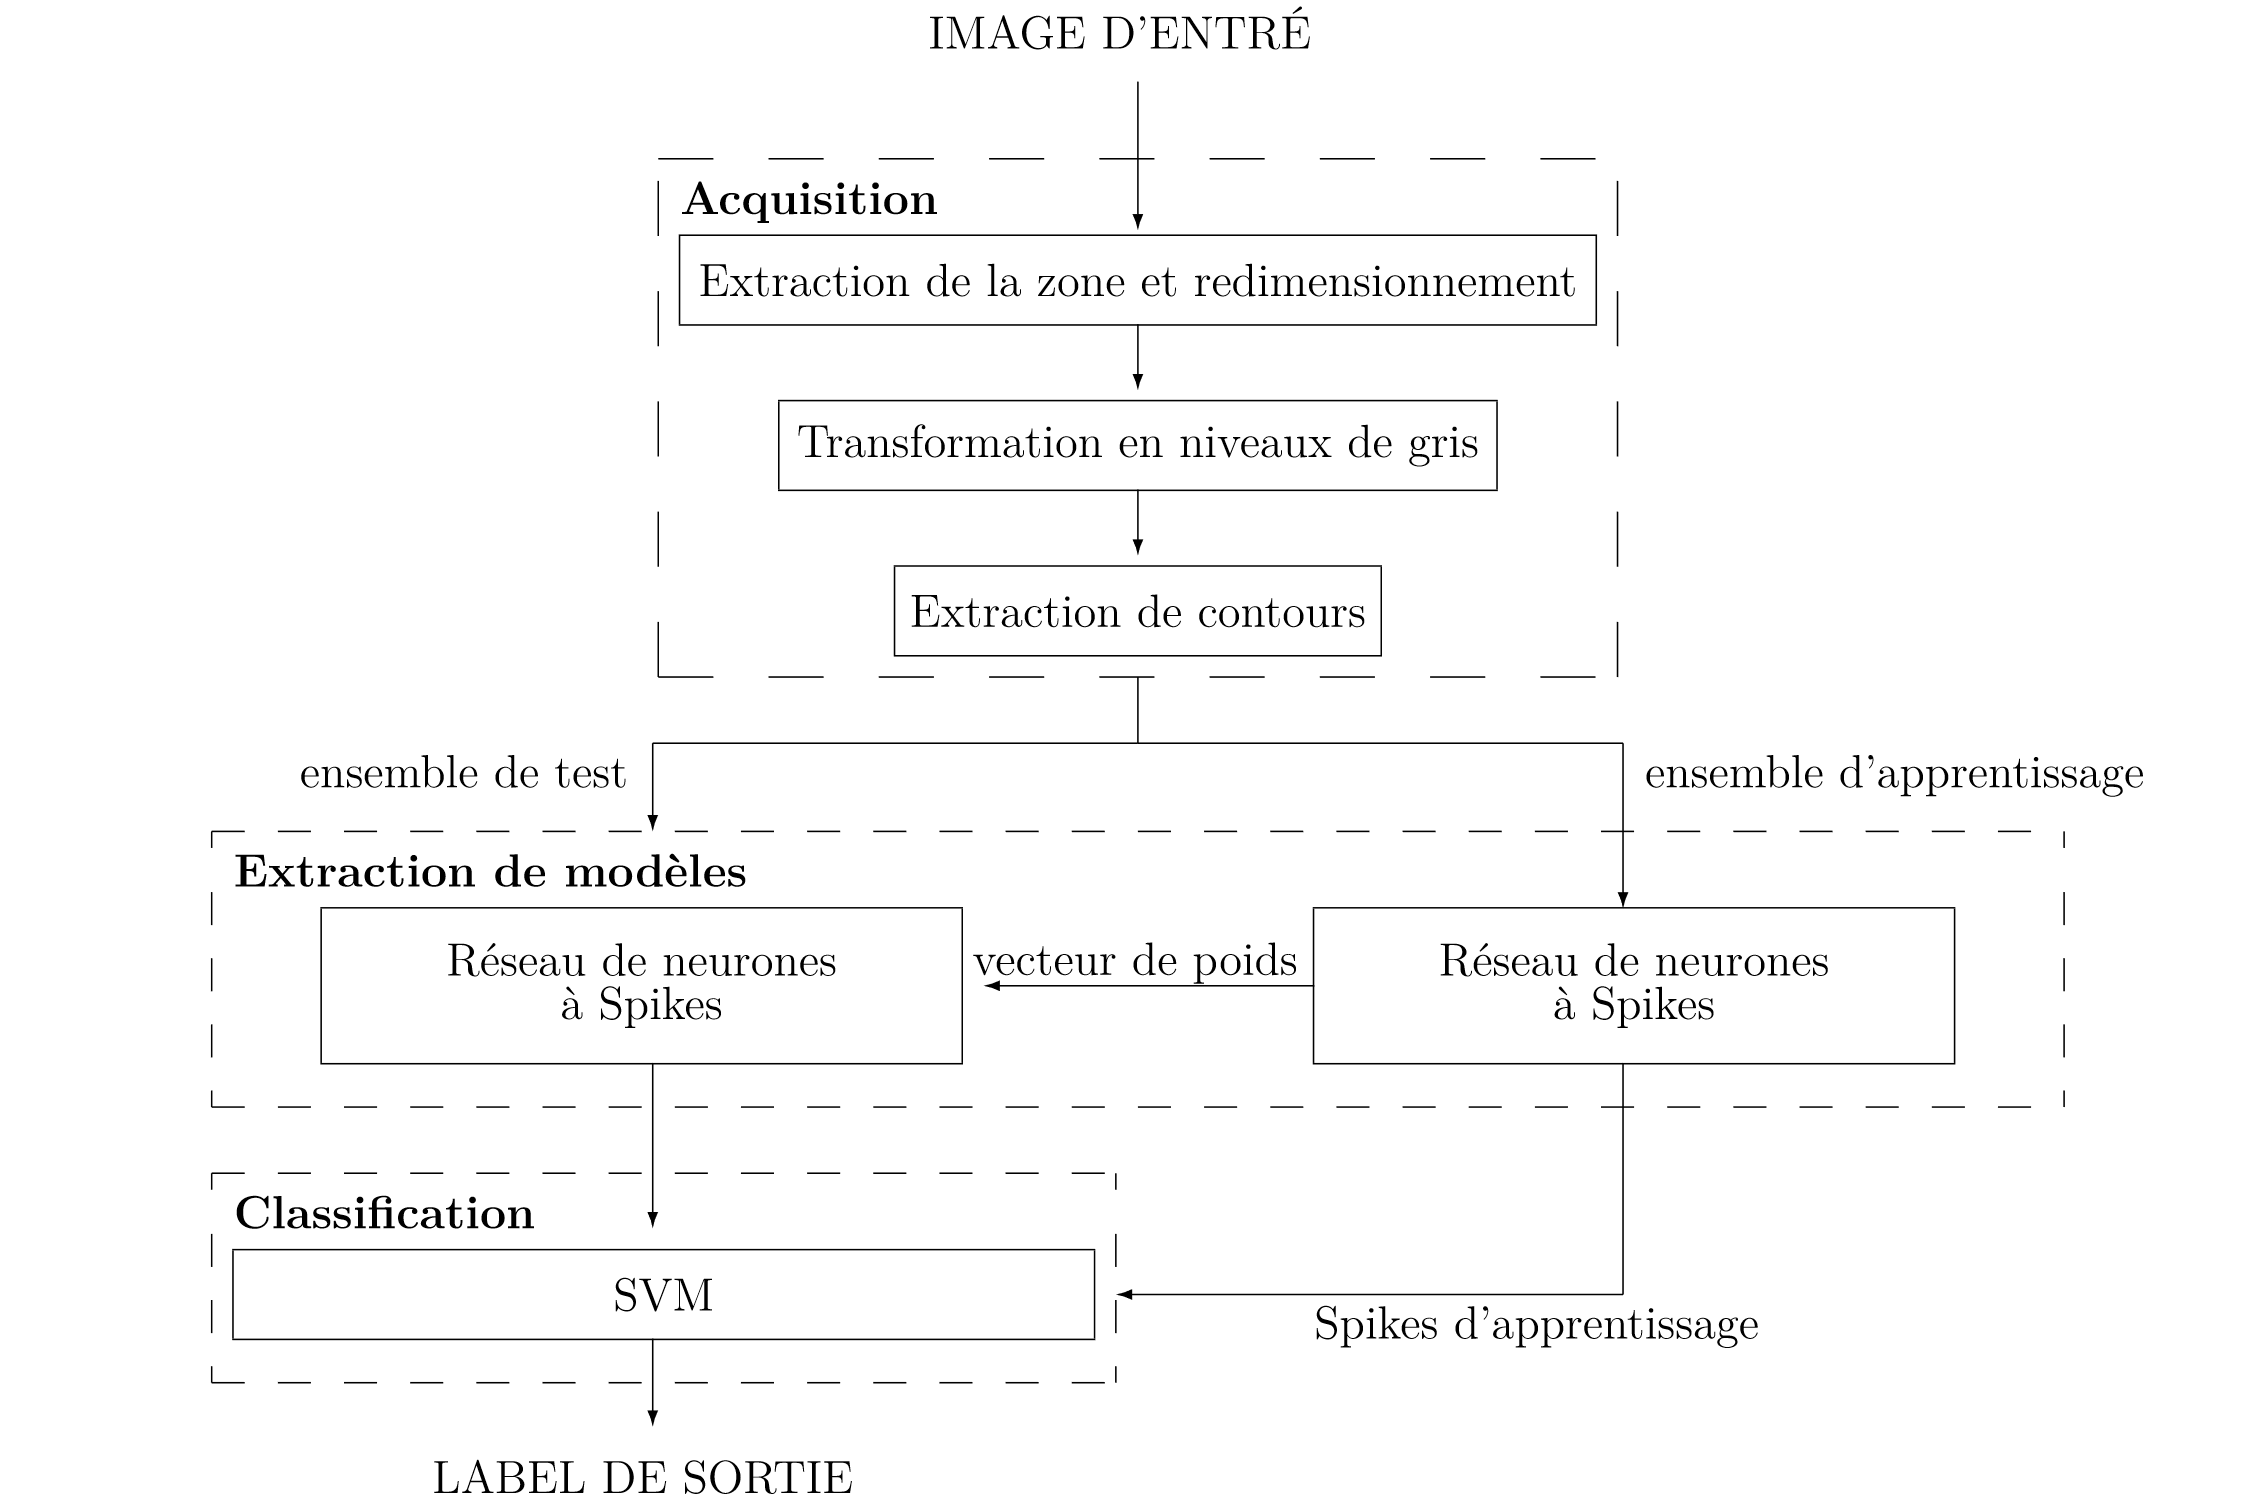 IMAGE D'ENTRÉ
Acquisition
Extraction de la zone et redimensionnement
Transformation en niveaux de gris
Extraction de contours
ensemble de test
ensemble d'apprentissage
Extraction de modèles
Réseau de neurones
à Spikes
vecteur de poids
Réseau de neurones
à Spikes
Classification
SVM
Spikes d'apprentissage
LABEL DE SORTIE